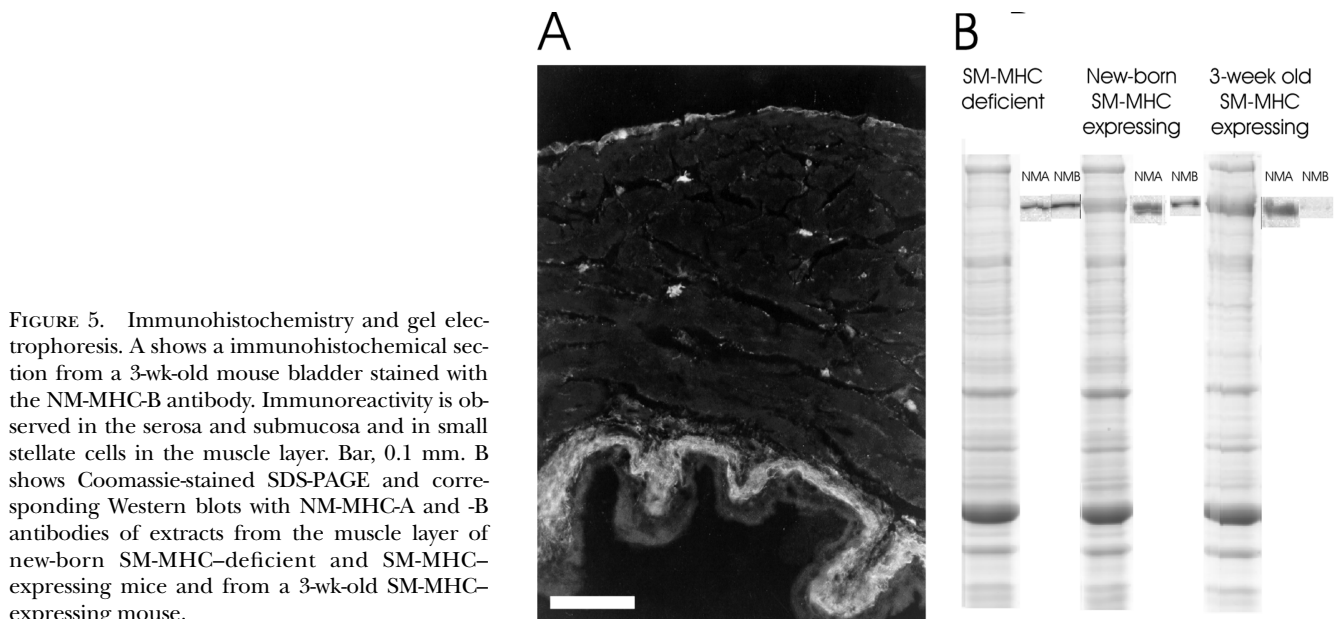 A
B
SM-MHC
deficient
New-born
SM-MHC
expressing
3-week old
SM-MHC
expressing
NMA NMB
NMA NMB
NMA NMB
FIGURE 5. Immunohistochemistry and gel elec-
trophoresis. A shows a immunohistochemical sec-
tion from a 3-wk-old mouse bladder stained with
the NM-MHC-B antibody. Immunoreactivity is ob-
served in the serosa and submucosa and in small
stellate cells in the muscle layer. Bar, 0.1 mm. B
shows Coomassie-stained SDS-PAGE and corre-
sponding Western blots with NM-MHC-A and -B
antibodies of extracts from the muscle layer of
new-born SM-MHC–deficient and SM-MHC–
expressing mice and from a 3-wk-old SM-MHC–
expressing mouse.